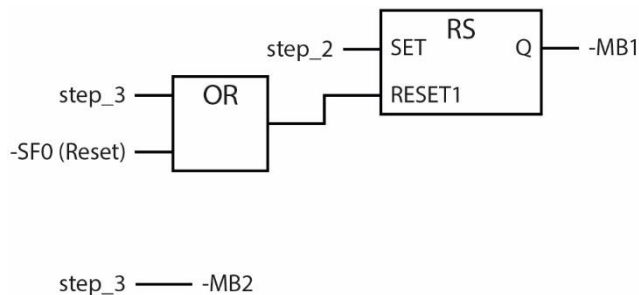 RS
step_2 SET Q -MB1
step_3 OR RESET1
-SF0 (Reset)
step_3 -MB2